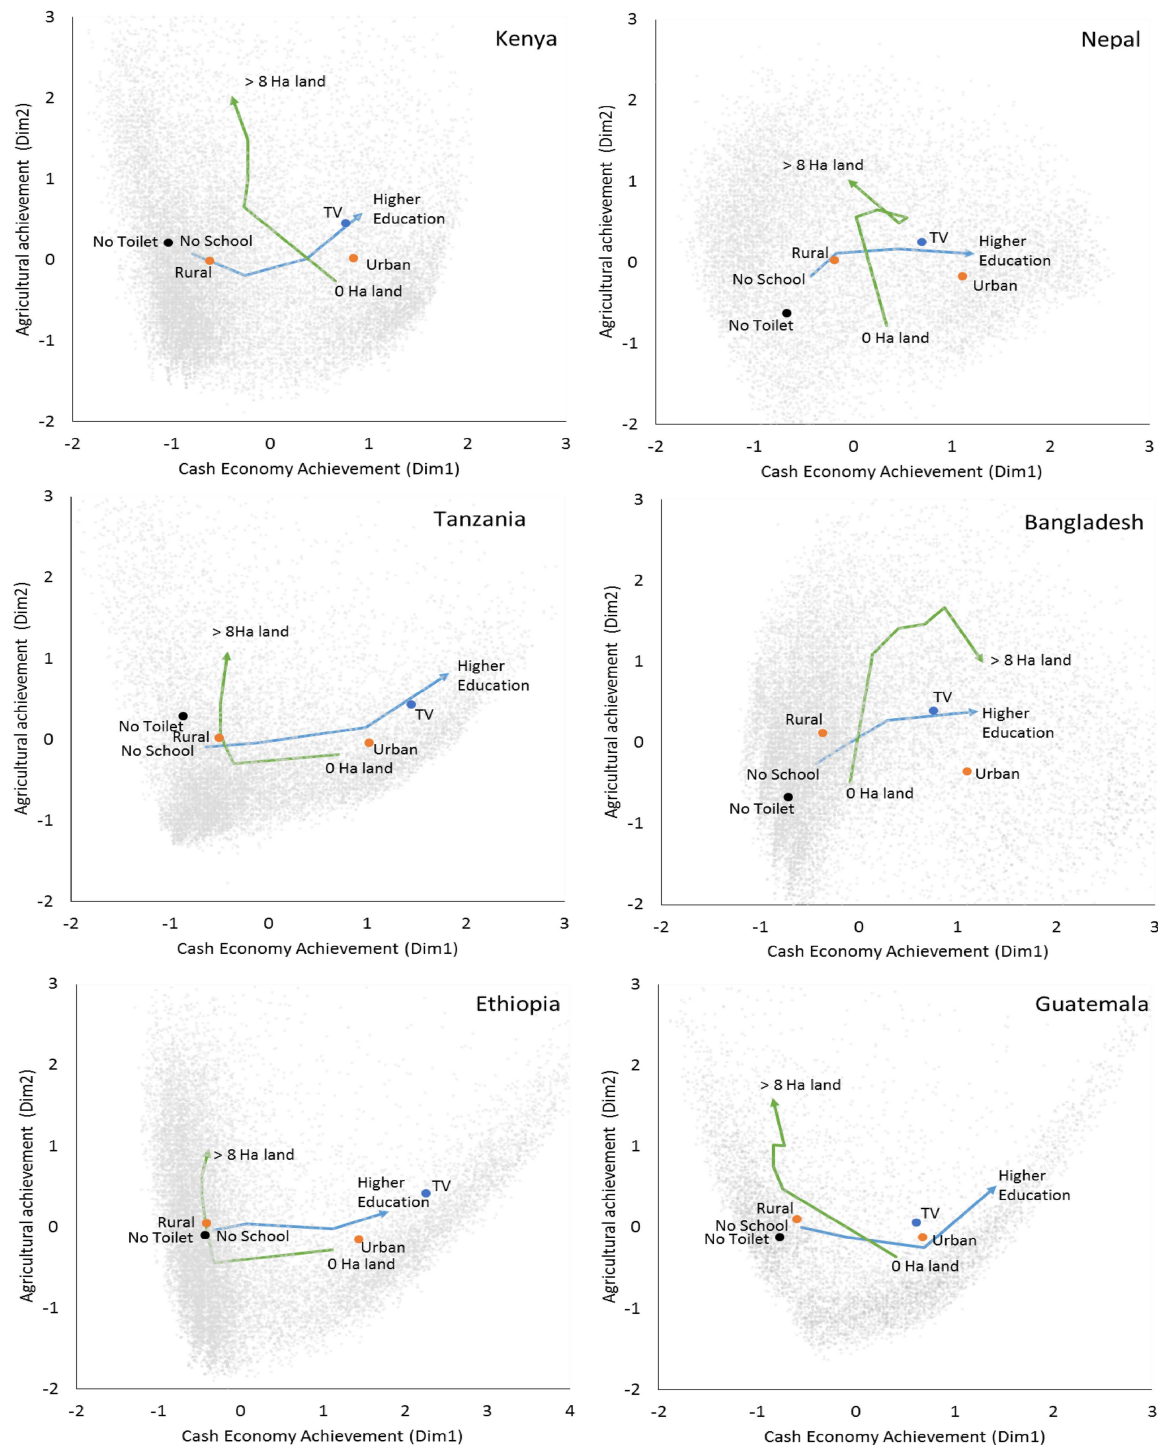 Kenya
3
2
1
0
-1
-2
Agricultural achievement (Dim2)
> 8 Ha land
Higher
Education
TV
No Toilet
No School
Rural
Urban
0 Ha land
-2
-1
0
1
2
3
Cash Economy Achievement (Dim1)
Nepal
3
2
1
0
-1
-2
Agricultural achievement (Dim2)
> 8 Ha land
Rural
TV
Higher
Education
No School
Urban
No Toilet
0 Ha land
-2
-1
0
1
2
3
Cash Economy Achievement (Dim1)
Tanzania
3
2
1
0
-1
-2
Agricultural achievement (Dim2)
> 8Ha land
Higher
Education
No Toilet
TV
Rural
No School
Urban
0 Ha land
-2
-1
0
1
2
3
Cash Economy Achievement (Dim1)
Bangladesh
3
2
1
0
-1
-2
Agricultural achievement (Dim2)
> 8 Ha land
TV
Rural
Higher
Education
No School
Urban
No Toilet
0 Ha land
-2
-1
0
1
2
3
Cash Economy Achievement (Dim1)
Ethiopia
3
2
1
0
-1
-2
Agricultural achievement (Dim2)
> 8 Ha land
Higher
Education
TV
Rural
No Toilet
No School
Urban
0 Ha land
-2
-1
0
1
2
3
4
Cash Economy Achievement (Dim1)
Guatemala
3
2
1
0
-1
-2
Agricultural achievement (Dim2)
> 8 Ha land
Higher
Education
Rural
TV
No School
No Toilet
Urban
0 Ha land
-2
-1
0
1
2
3
Cash Economy Achievement (Dim1)